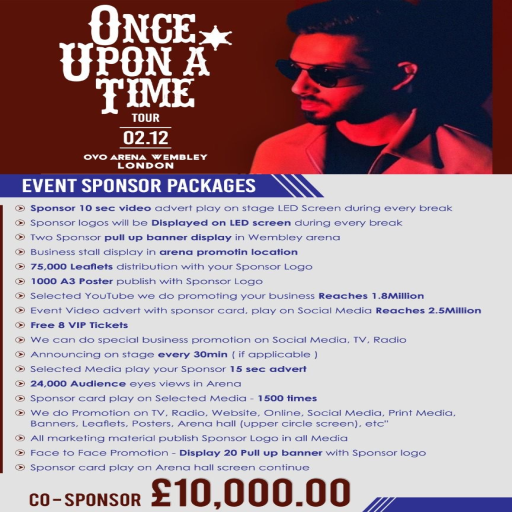 ONCE
UPON A
TIME
TOUR
02.12
OVO ARENA WEMBLEY
LONDON
EVENT SPONSOR PACKAGES
Sponsor 10 sec video advert play on stage LED Screen during every break
Sponsor logos will be Displayed on LED screen during every break
Two Sponsor pull up banner display in Wembley arena
Business stall display in arena promotin location
75,000 Leaflets distribution with your Sponsor Logo
1000 A3 Poster publish with Sponsor Logo
Selected YouTube we do promoting your business Reaches 1.8Million
Event Video advert with sponsor card, play on Social Media Reaches 2.5Million
Free 8 VIP Tickets
We can do special business promotion on Social Media, TV, Radio
Announcing on stage every 30min ( if applicable )
Selected Media play your Sponsor 15 sec advert
24,000 Audience eyes views in Arena
Sponsor card play on Selected Media - 1500 times
We do Promotion on TV, Radio, Website, Online, Social Media, Print Media,
Banners, Leaflets, Posters, Arena hall (upper circle screen), etc"
All marketing material publish Sponsor Logo in all Media
Face to Face Promotion - Display 20 Pull up banner with Sponsor logo
Sponsor card play on Arena hall screen continue
CO-SPONSOR £10,000.00